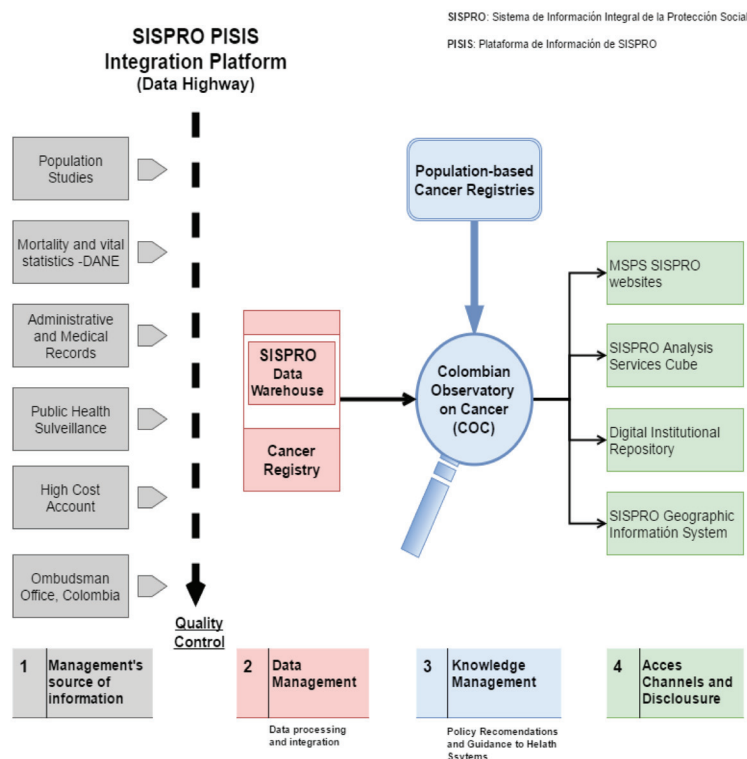 SISPRO: Sistema de Información Integral de la Protección Social
PISIS: Plataforma de Información de SISPRO
SISPRO PISIS
Integration Platform
(Data Highway)
Population
Studies
Mortality and vital
statistics -DANE
Administrative
and Medical
Records
Public Health
Sulveillance
High Cost
Account
Ombudsman
Office, Colombia
Quality
Control
SISPRO
Data
Warehouse
Cancer
Registry
Population-based
Cancer Registries
Colombian
Observatory
on Cancer
(COC)
MSPS SISPRO
websites
SISPRO Analysis
Services Cube
Digital Institutional
Repository
SISPRO Geographic
Information System
1 Management's
source of
information
2 Data
Management
Data processing
and integration
3 Knowledge
Management
Policy Recomendations
and Guidance to Helath
Ssytems
4 Acces
Channels and
Disclousure